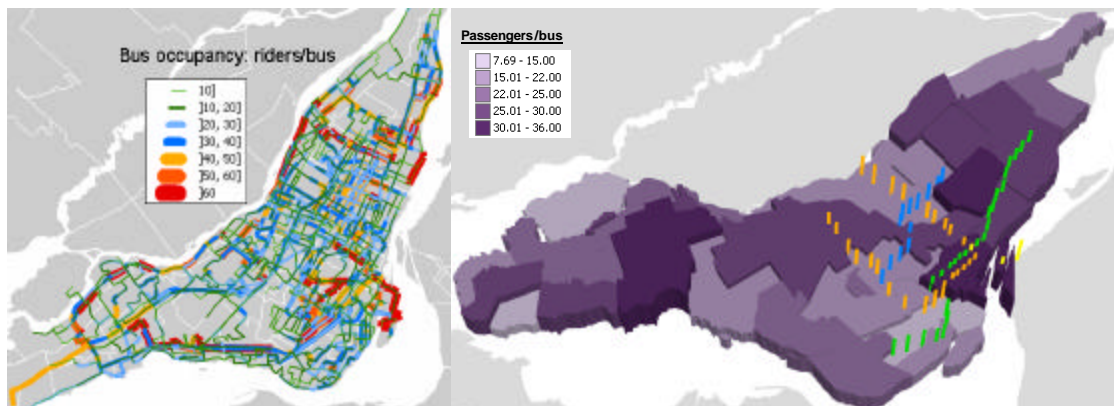 Bus occupancy: riders/bus
10]
]10, 20]
]20, 30]
]30, 40]
]40, 50]
]50, 60]
]60
Passengers/bus
7.69 - 15.00
15.01 - 22.00
22.01 - 25.00
25.01 - 30.00
30.01 - 36.00